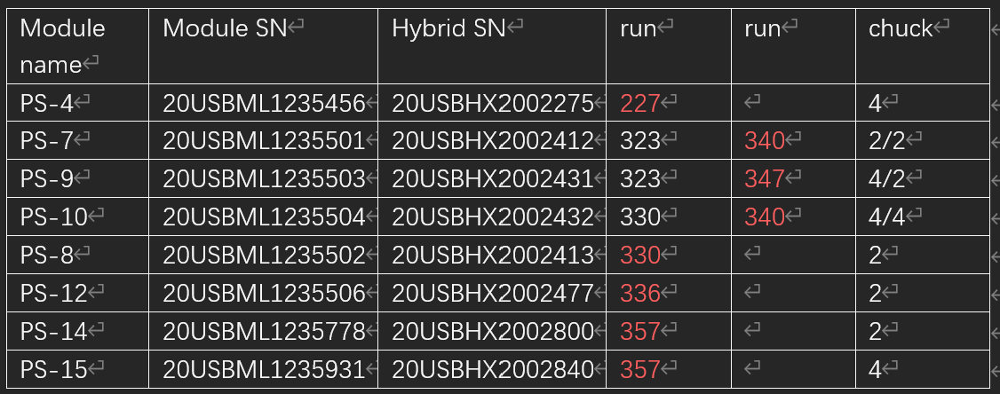 Module name Module SN Hybrid SN run run chuck
PS-4 20USBML1235456 20USBHX2002275 227 4
PS-7 20USBML1235501 20USBHX2002412 323 340 2/2
PS-9 20USBML1235503 20USBHX2002431 323 347 4/2
PS-10 20USBML1235504 20USBHX2002432 330 340 4/4
PS-8 20USBML1235502 20USBHX2002413 330 2
PS-12 20USBML1235506 20USBHX2002477 336 2
PS-14 20USBML1235778 20USBHX2002800 357 2
PS-15 20USBML1235931 20USBHX2002840 357 4